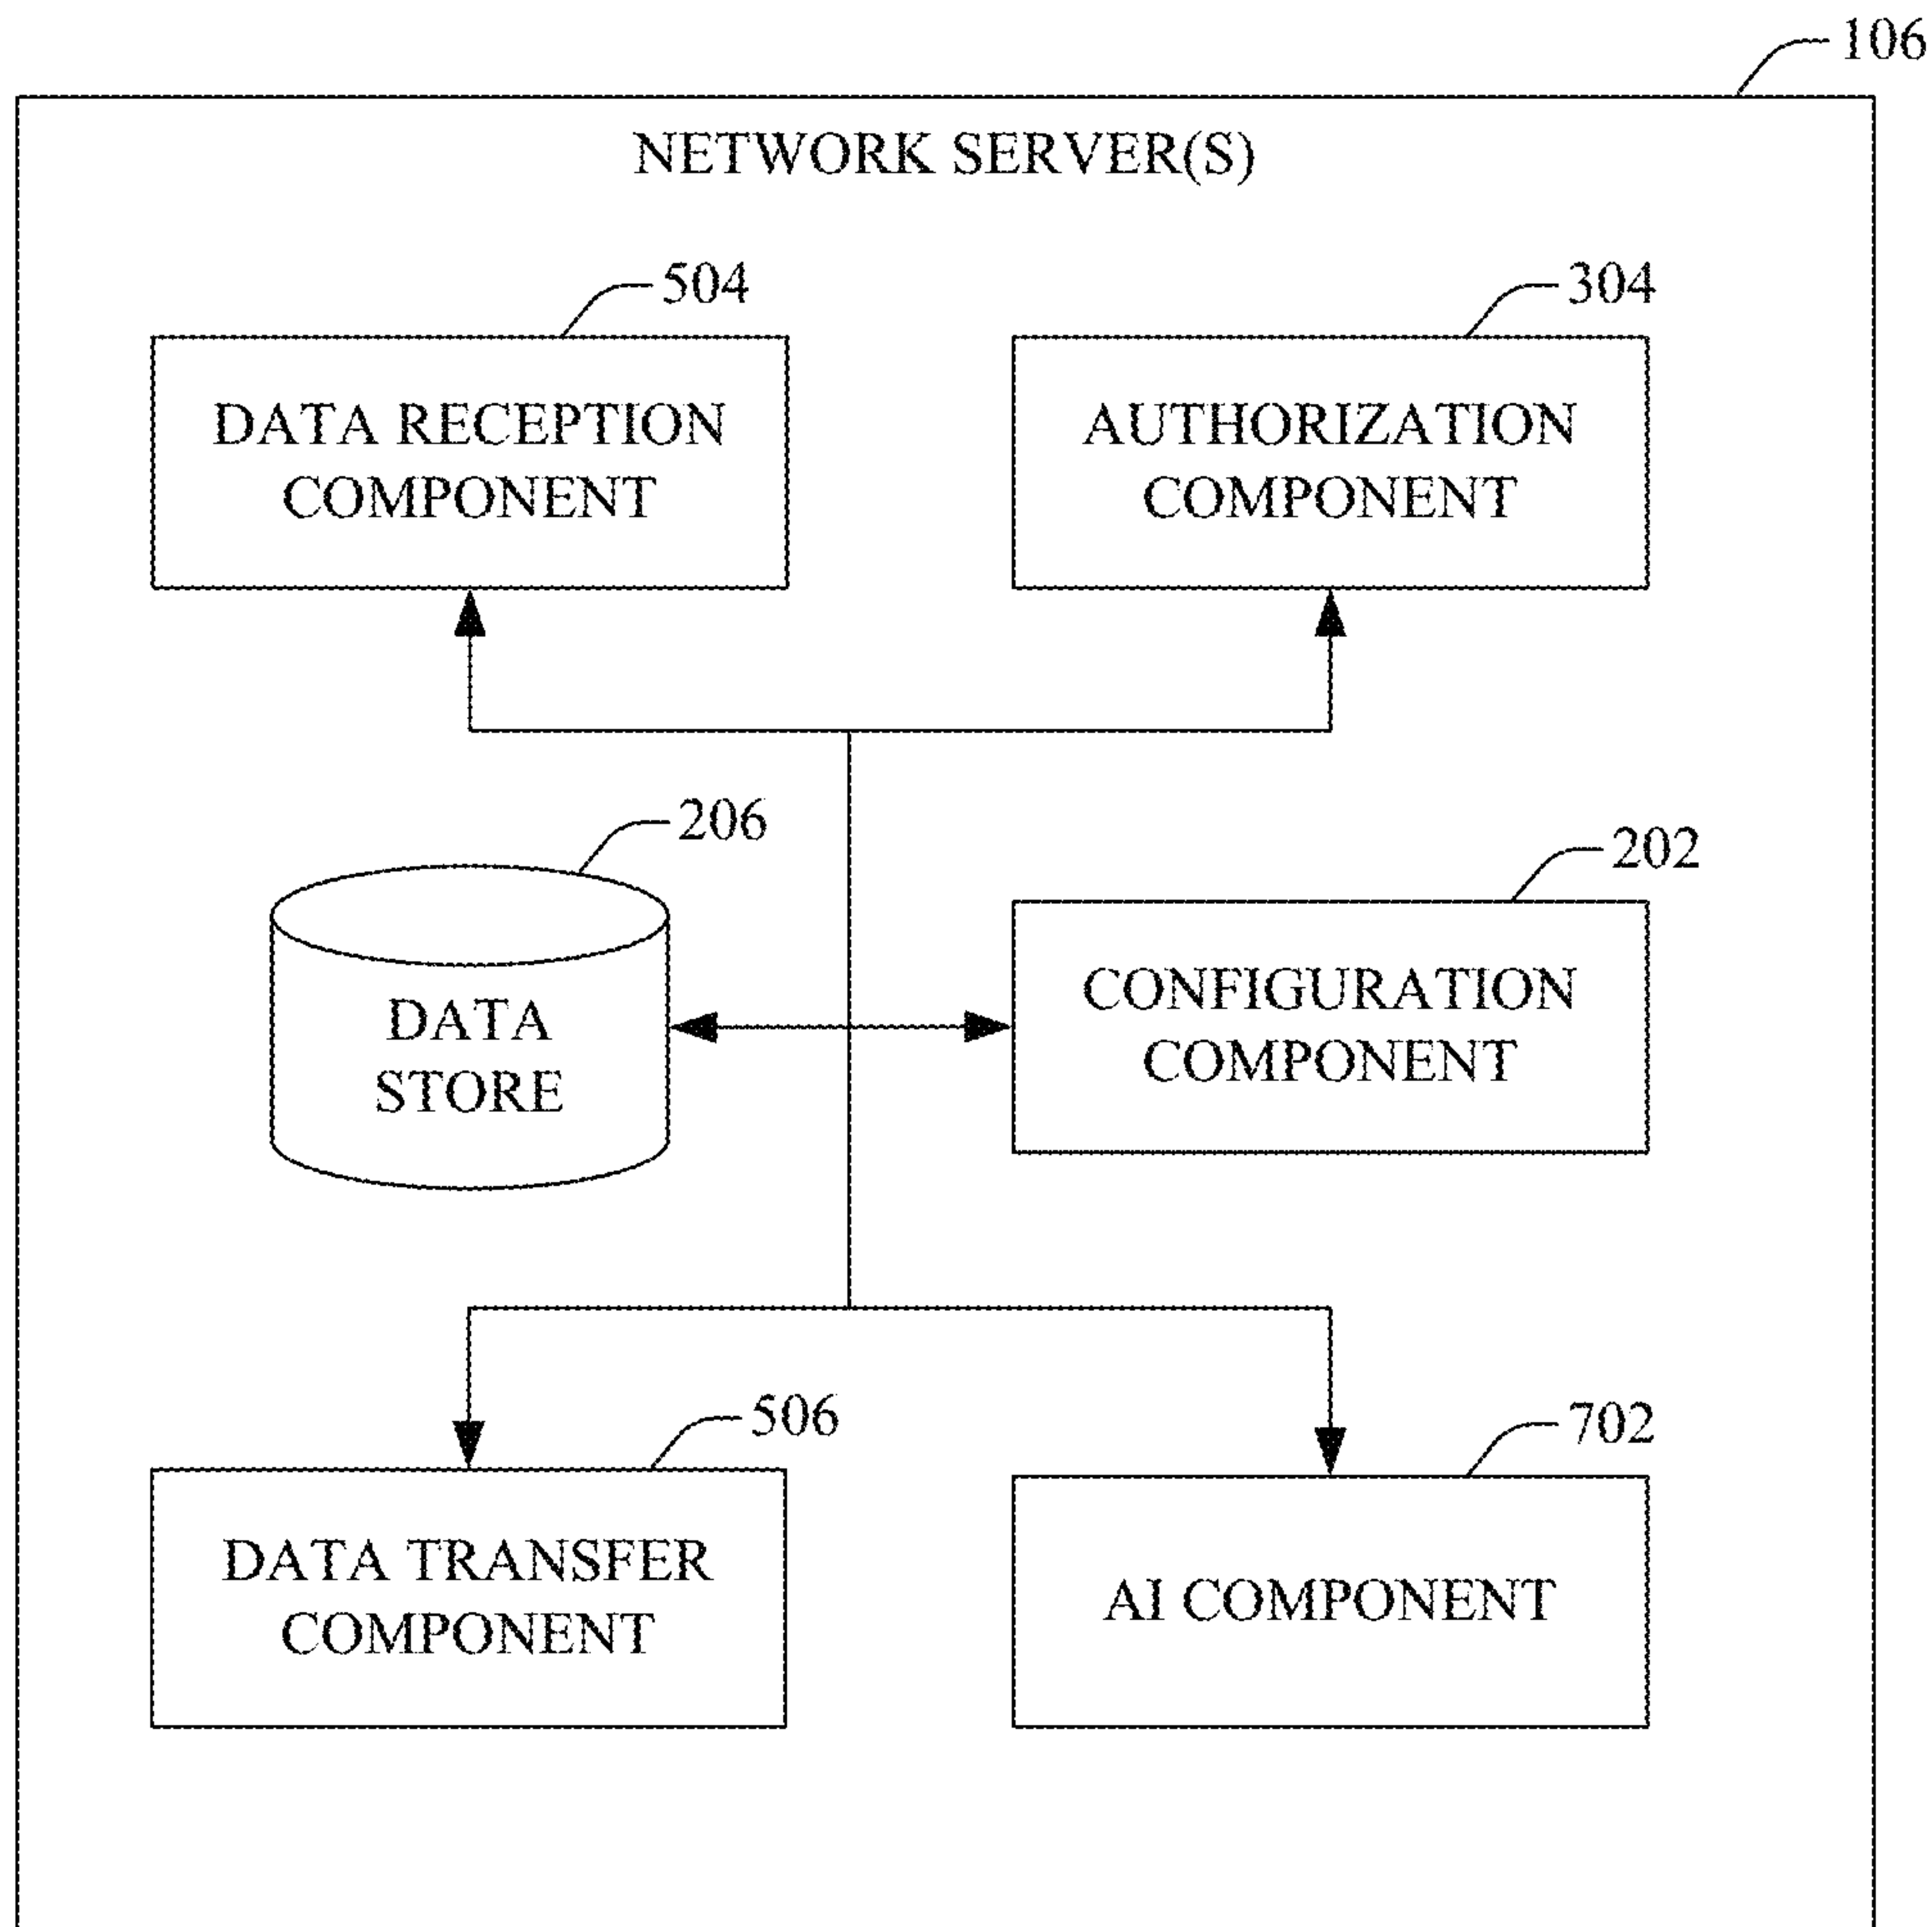 106
NETWORK SERVER(S)
504
304
DATA RECEPTION
COMPONENT
AUTHORIZATION
COMPONENT
206
202
DATA
STORE
CONFIGURATION
COMPONENT
506
702
DATA TRANSFER
COMPONENT
AI COMPONENT